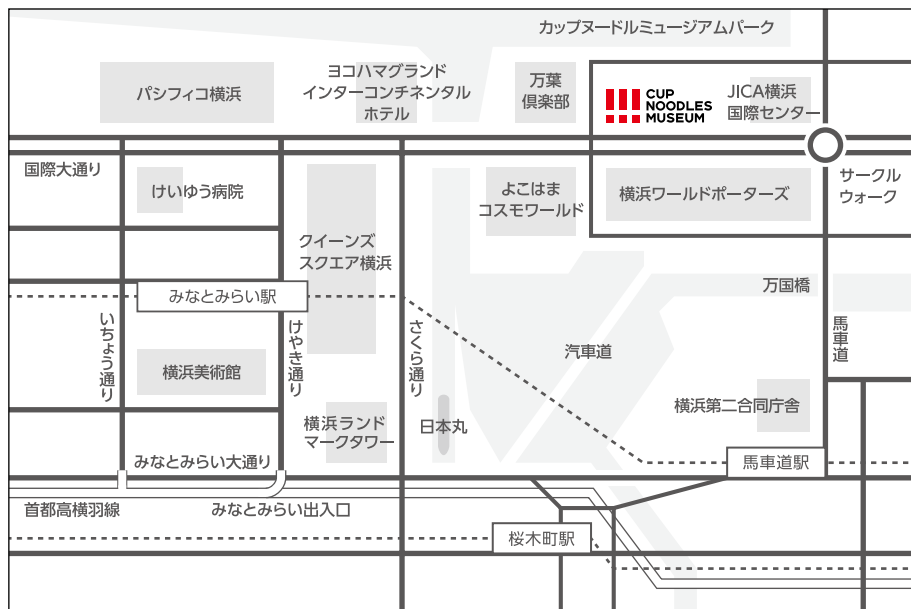 カップヌードルミュージアムパーク
パシフィコ横浜
ヨコハマグランド
インターコンチネンタル
ホテル
万葉
倶楽部
CUP
NOODLES
MUSEUM
JICA横浜
国際センター
国際大通り
けいゆう病院
よこはま
コスモワールド
横浜ワールドポーターズ
サークル
ウォーク
クイーンズ
スクエア横浜
みなとみらい駅
万国橋
いちょう通り
けやき通り
さくら通り
汽車道
馬車道
横浜美術館
横浜ランド
マークタワー
日本丸
横浜第二合同庁舎
みなとみらい大通り
馬車道駅
首都高横羽線
みなとみらい出入口
桜木町駅